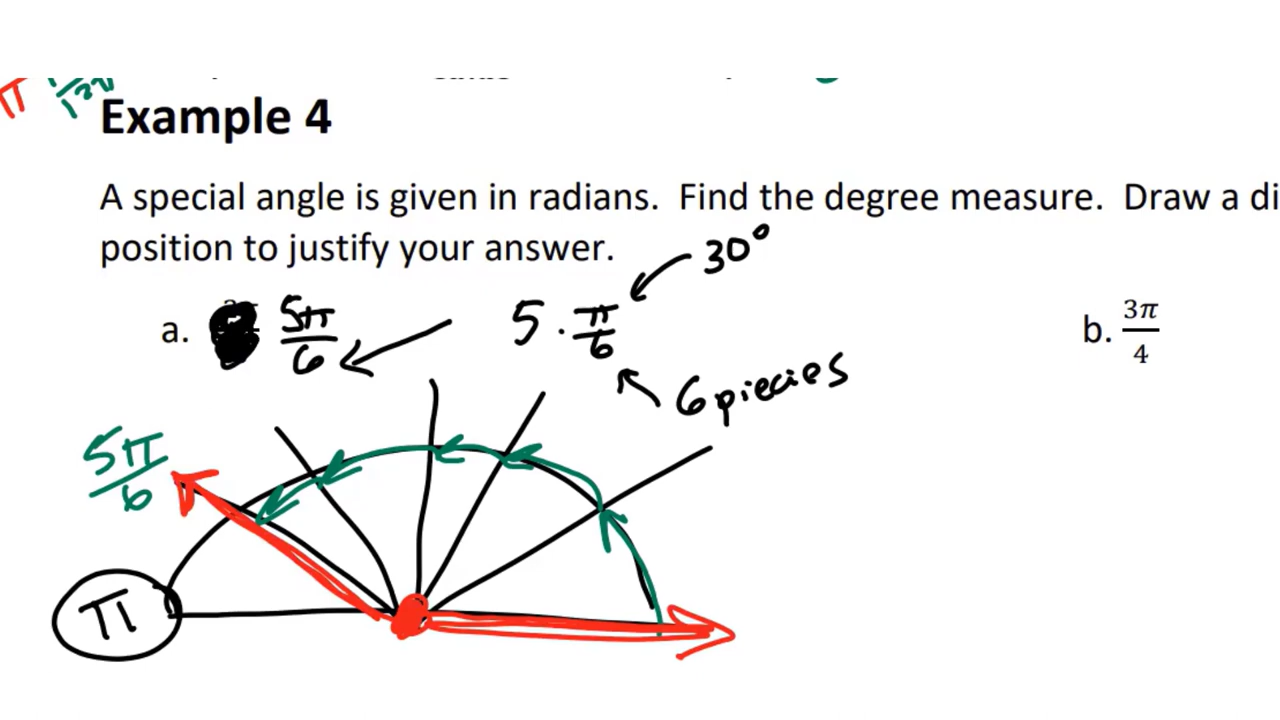 Example 4
A special angle is given in radians. Find the degree measure. Draw a di
position to justify your answer.
30°
a. 5π/6 5 · π/6
b. 3π/4
6 piecies
5π/6
π